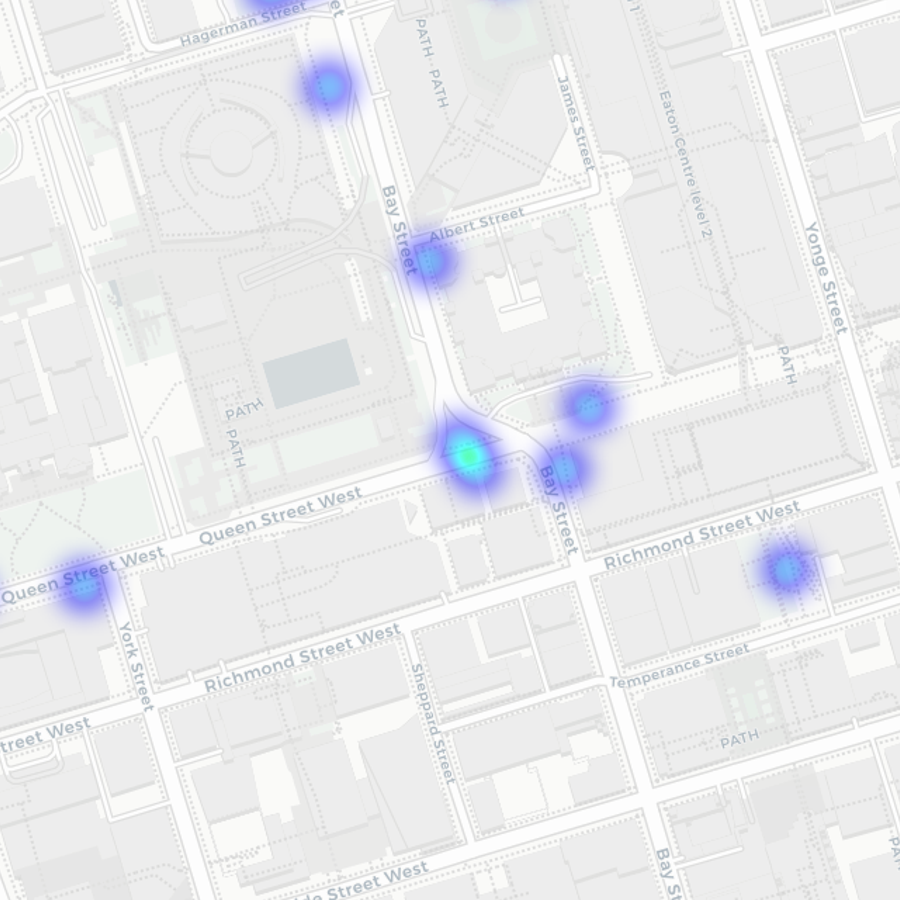 Hagerman Street
PATH · PATH
James Street
Eaton Centre level 2
Bay Street
Albert Street
Yonge Street
PATH
PATH
PATH
Queen Street West
Bay Street
Richmond Street West
Queen Street West
York Street
Richmond Street West
Sheppard Street
Temperance Street
PATH
treet West
de Street West
Bay St